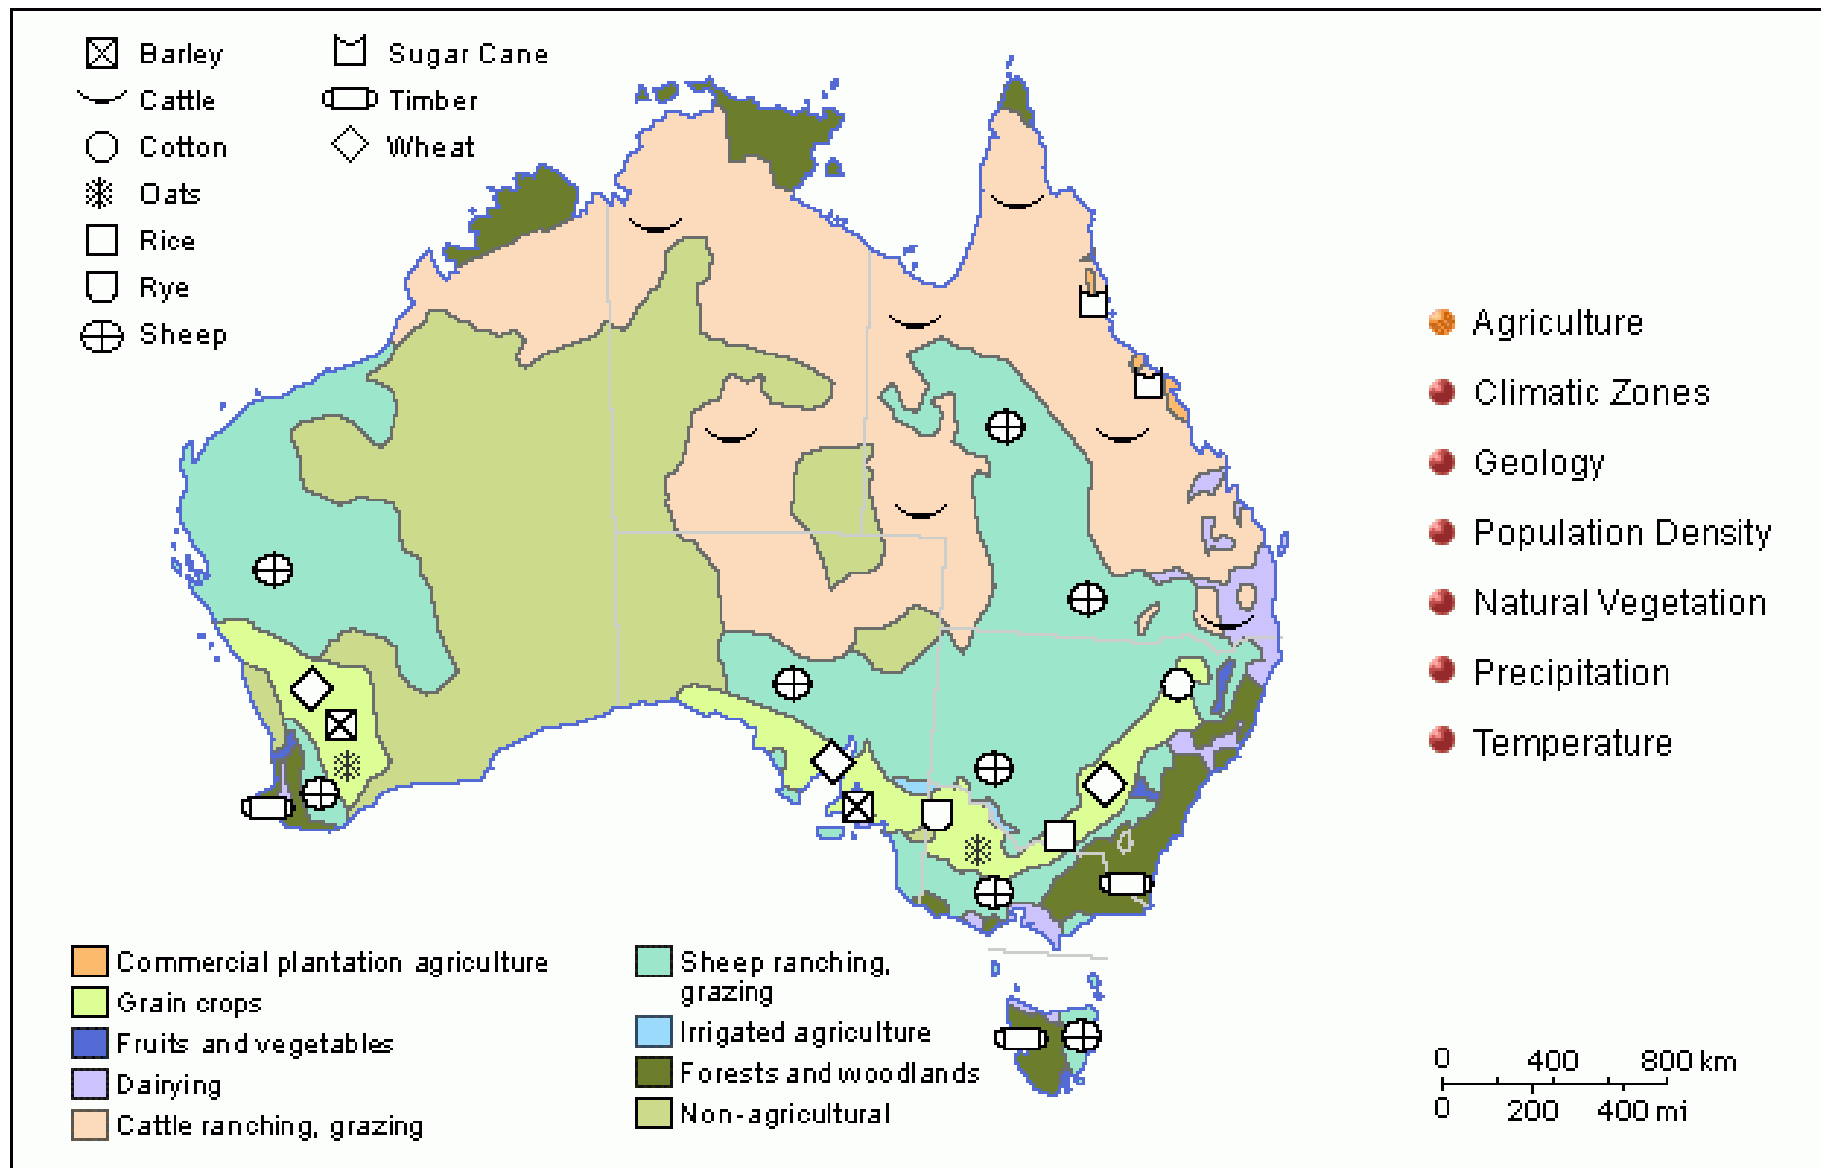 Barley
Cattle
Cotton
Oats
Rice
Rye
Sheep
Sugar Cane
Timber
Wheat
Agriculture
Climatic Zones
Geology
Population Density
Natural Vegetation
Precipitation
Temperature
Commercial plantation agriculture
Grain crops
Fruits and vegetables
Dairying
Cattle ranching, grazing
Sheep ranching,
grazing
Irrigated agriculture
Forests and woodlands
Non-agricultural
0 400 800 km
0 200 400 mi